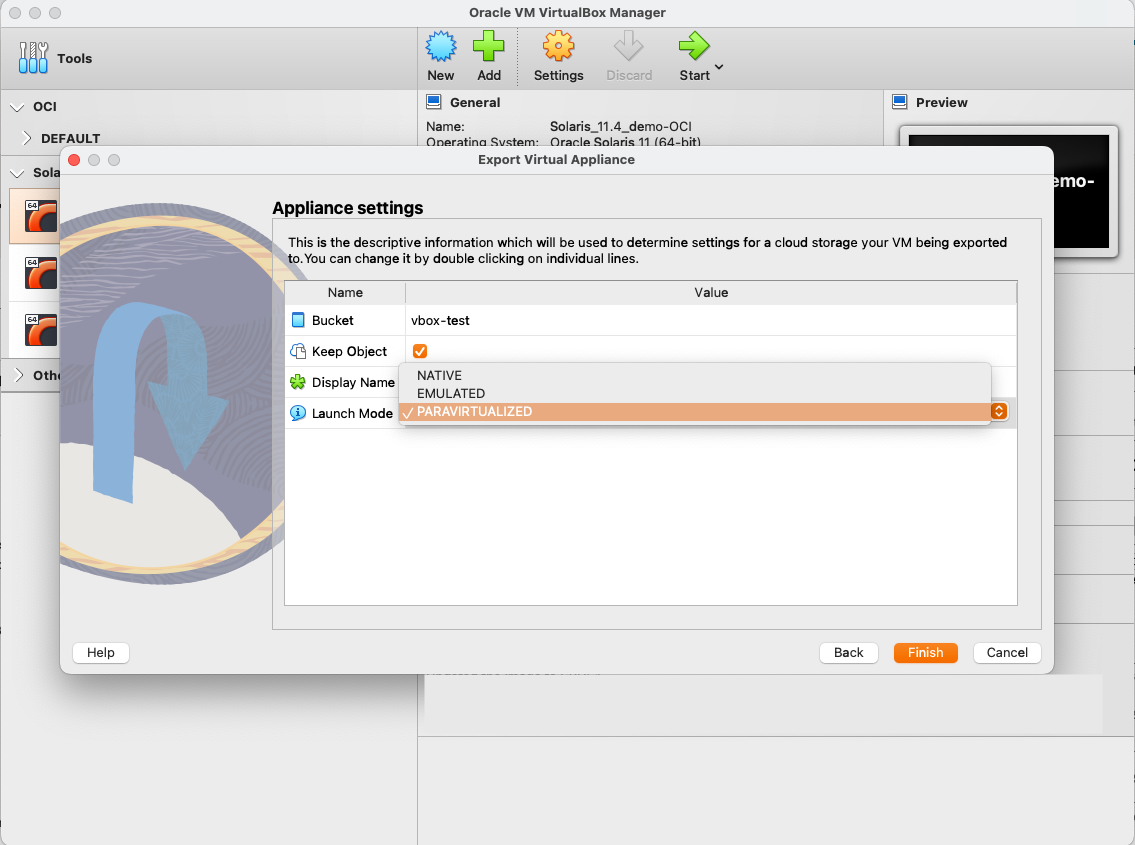 Oracle VM VirtualBox Manager
Tools
New
Add
Settings
Discard
Start
OCI
DEFAULT
General
Name: Solaris_11.4_demo-OCI
Operating System: Oracle Solaris 11 (64-bit)
Preview
emo-
Sola
64
64
64
Othe
Export Virtual Appliance
Appliance settings
This is the descriptive information which will be used to determine settings for a cloud storage your VM being exported
to.You can change it by double clicking on individual lines.
Name Value
Bucket vbox-test
Keep Object
Display Name
Launch Mode
NATIVE
EMULATED
PARAVIRTUALIZED
Help
Back
Finish
Cancel